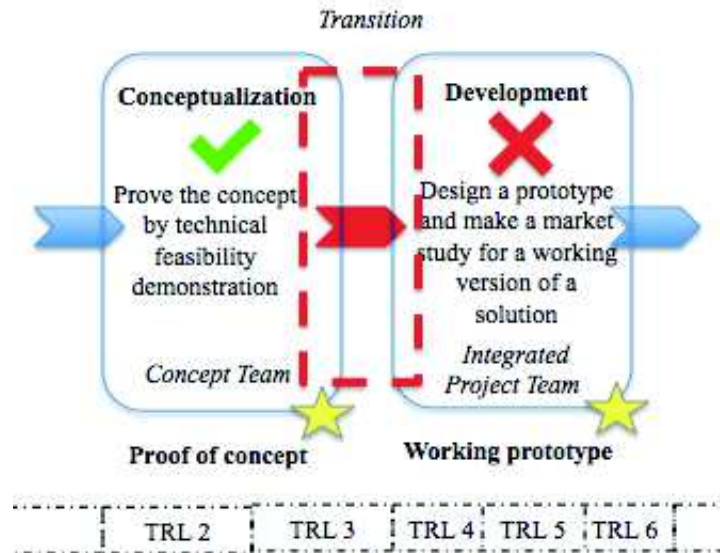 Transition
Conceptualization
Prove the concept
by technical
feasibility
demonstration
Concept Team
Proof of concept
Development
Design a prototype
and make a market
study for a working
version of a
solution
Integrated
Project Team
Working prototype
TRL 2
TRL 3
TRL 4
TRL 5
TRL 6